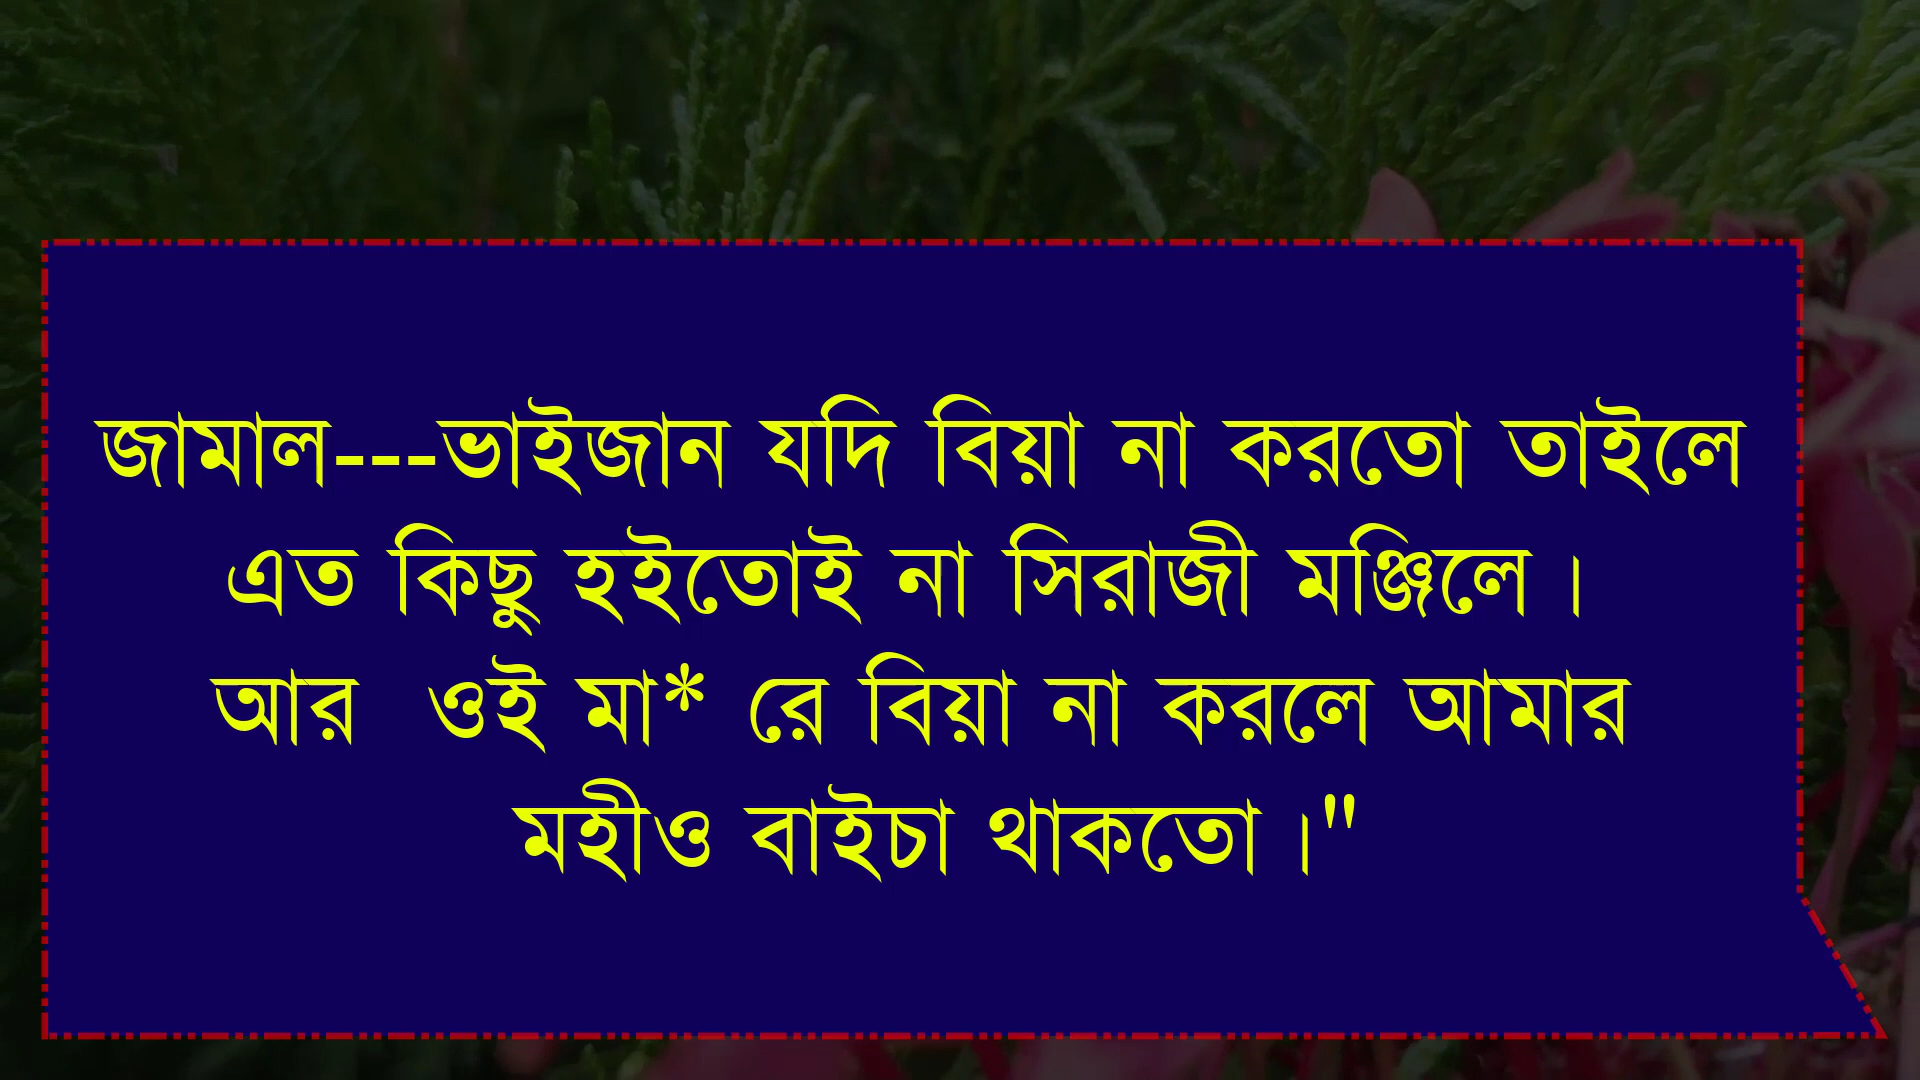 জামাল---ভাইজান যদি বিয়া না করতো তাইলে
এত কিছু হইতোই না সিরাজী মঞ্জিলে।
আর  ওই মা* রে বিয়া না করলে আমার
মহীও বাইচা থাকতো।"